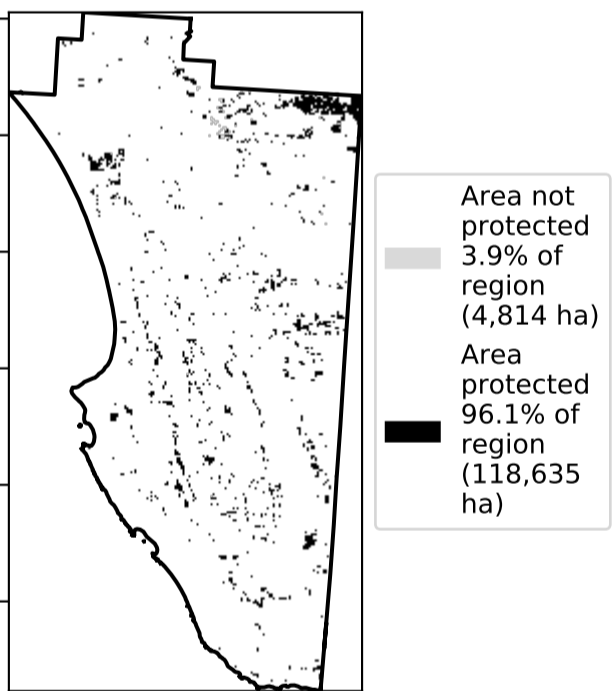 Area not
protected
3.9% of
region
(4,814 ha)
Area
protected
96.1% of
region
(118,635
ha)